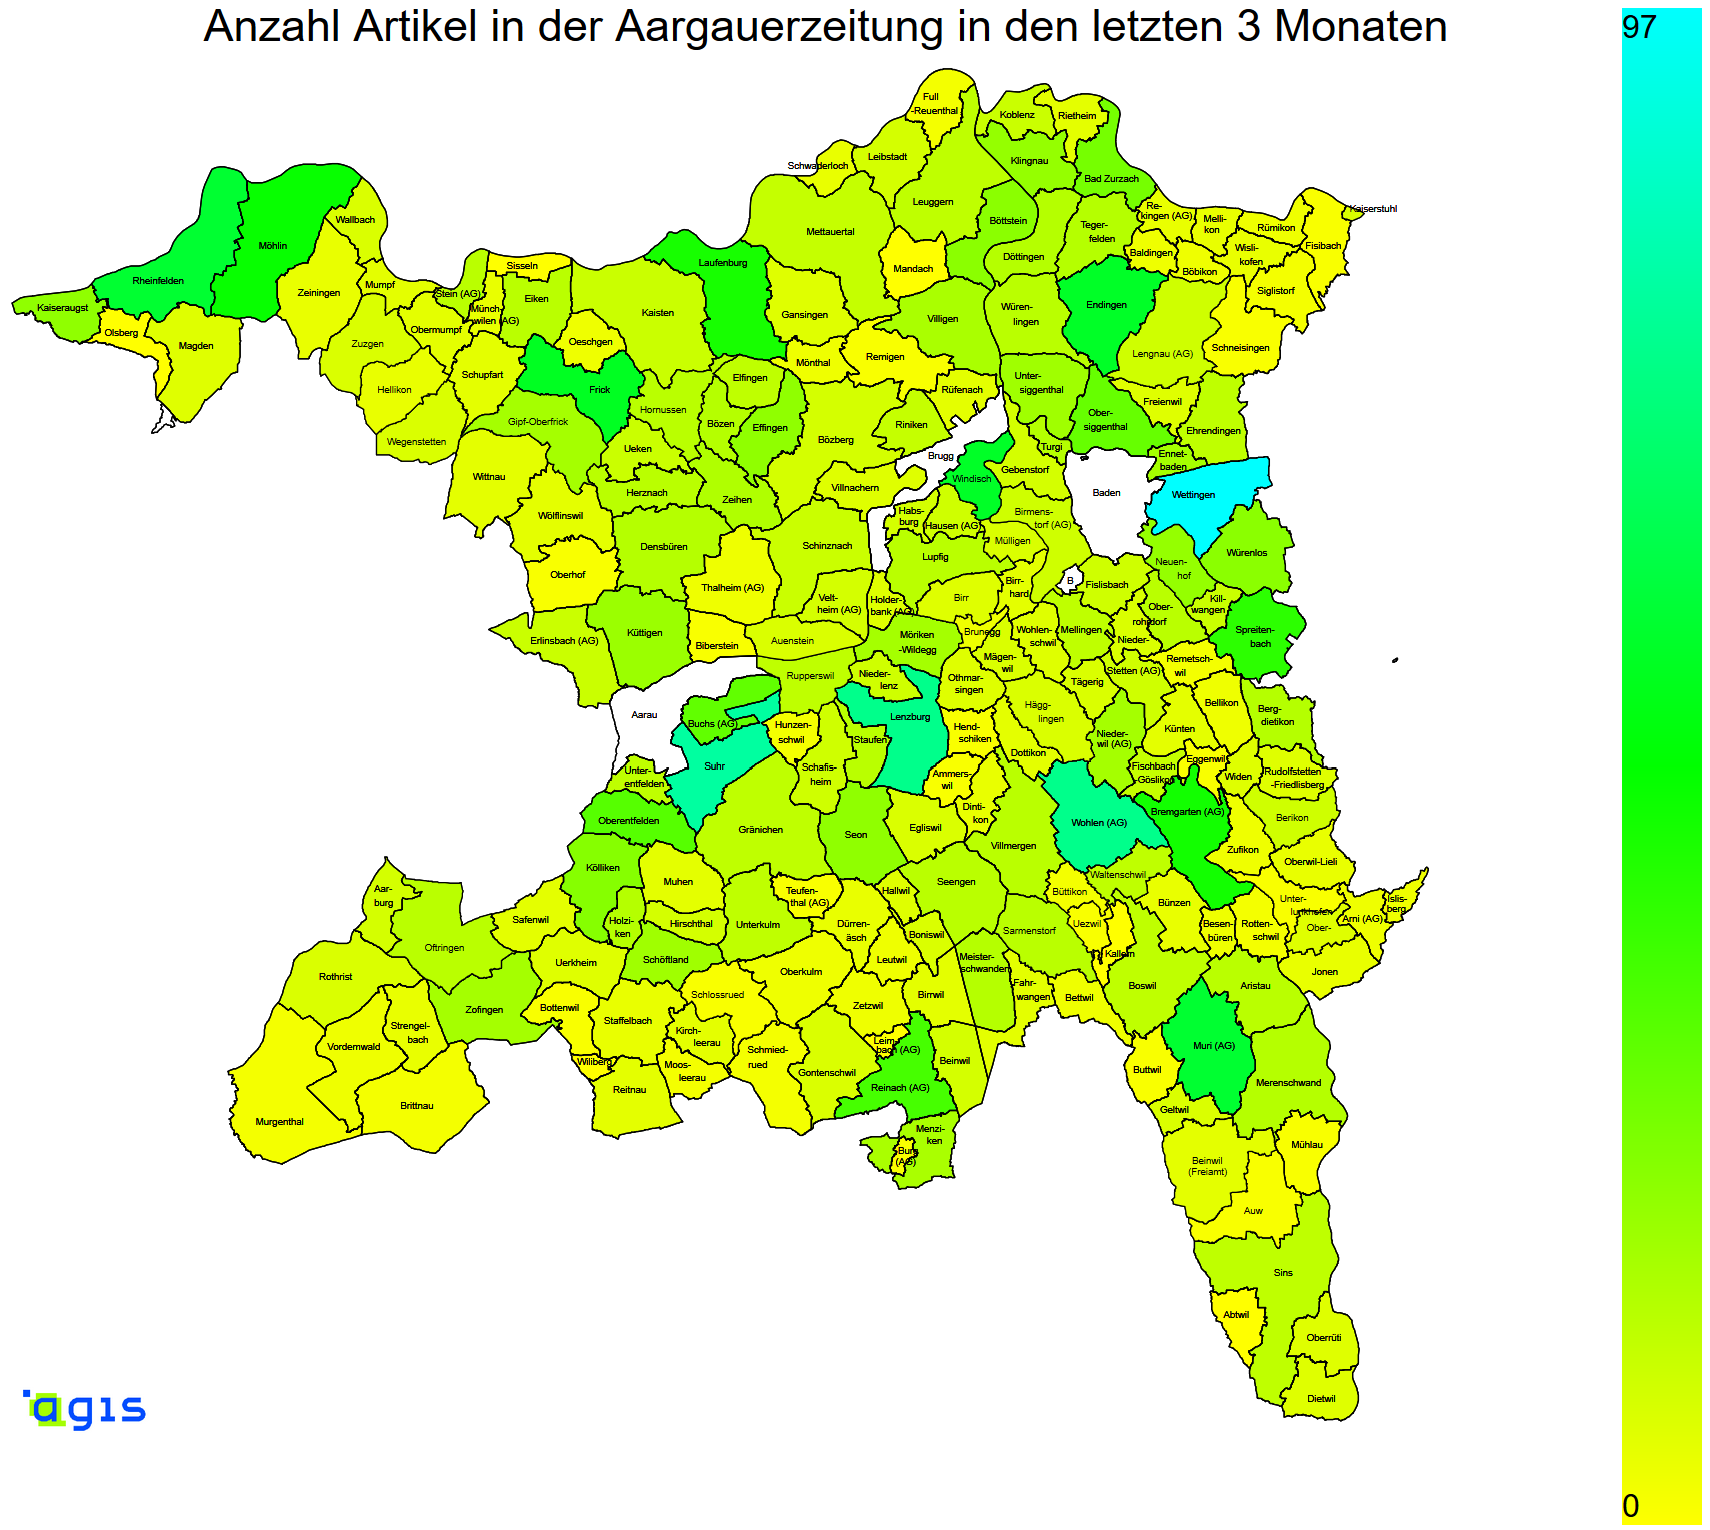 Anzahl Artikel in der Aargauerzeitung in den letzten 3 Monaten
97
Full
-Reuenthal
Koblenz
Rietheim
Schwaderloch
Leibstadt
Klingnau
Bad Zurzach
Leuggern
Böttstein
Re-
kingen (AG)
Melli-
kon
Rümikon
Kaiserstuhl
Wallbach
Mettauertal
Teger-
felden
Döttingen
Baldingen
Wisli-
kofen
Fisibach
Möhlin
Rheinfelden
Laufenburg
Mandach
Böbikon
Siglistorf
Sisseln
Zeiningen
Mumpf
Stein (AG)
Eiken
Kaisten
Endingen
Kaiseraugst
Olsberg
Magden
Obermumpf
Münch-
wilen (AG)
Gansingen
Villigen
Würen-
lingen
Zuzgen
Oeschgen
Mönthal
Remigen
Lengnau (AG)
Schneisingen
Hellikon
Schupfart
Frick
Elfingen
Rüfenach
Unter-
siggenthal
Freienwil
Wegenstetten
Gipf-Oberfrick
Hornussen
Bözen
Effingen
Bözberg
Riniken
Ober-
siggenthal
Ehrendingen
Ueken
Brugg
Turgi
Ennet-
baden
Wittnau
Herznach
Zeihen
Villnachern
Windisch
Gebenstorf
Baden
Wettingen
Wölflinswil
Habs-
burg
Hausen (AG)
Birmens-
torf (AG)
Densbüren
Schinznach
Lupfig
Mülligen
Würenlos
Oberhof
Thalheim (AG)
Neuen-
hof
Birr-
hard
B
Fislisbach
Velt-
heim (AG)
Holder-
bank (AG)
Birr
Kill-
wangen
Ober-
rohrdorf
Erlinsbach (AG)
Küttigen
Biberstein
Auenstein
Möriken
-Wildegg
Brunegg
Wohlen-
schwil
Mellingen
Nieder-
Spreiten-
bach
Mägen-
wil
Remetsch-
wil
Rupperswil
Nieder-
lenz
Othmar-
singen
Tägerig
Stetten (AG)
Bellikon
Aarau
Buchs (AG)
Hunzen-
schwil
Lenzburg
Hägg-
lingen
Berg-
dietikon
Künten
Staufen
Hend-
schiken
Nieder-
wil (AG)
Dottikon
Unter-
entfelden
Suhr
Schafis-
heim
Ammers-
wil
Fischbach
-Göslikon
Eggenwil
Widen
Rudolfstetten
-Friedlisberg
Oberentfelden
Gränichen
Seon
Egliswil
Dinti-
kon
Wohlen (AG)
Bremgarten (AG)
Berikon
Villmergen
Zufikon
Oberwil-Lieli
Kölliken
Muhen
Teufen-
thal (AG)
Hallwil
Seengen
Waltenschwil
Büttikon
Aar-
burg
Safenwil
Holzi-
ken
Hirschthal
Unterkulm
Dürren-
äsch
Boniswil
Sarmenstorf
Uezwil
Bünzen
Besen-
büren
Rotten-
schwil
Unter-
lunkhofen
Ober-
Arni (AG)
Islis-
berg
Oftringen
Kallern
Rothrist
Uerkheim
Schöftland
Oberkulm
Leutwil
Meister-
schwanden
Jonen
Zofingen
Bottenwil
Schlossrued
Zetzwil
Birrwil
Fahr-
wangen
Bettwil
Boswil
Aristau
Strengel-
bach
Staffelbach
Kirch-
leerau
Vordemwald
Wiliberg
Moos-
leerau
Schmied-
rued
Leim-
bach (AG)
Beinwil
Muri (AG)
Gontenschwil
Reinach (AG)
Buttwil
Merenschwand
Murgenthal
Brittnau
Reitnau
Geltwil
Menzi-
ken
Burg
(AG)
Mühlau
Beinwil
(Freiamt)
Auw
Sins
Abtwil
Oberrüti
Dietwil
agis
0